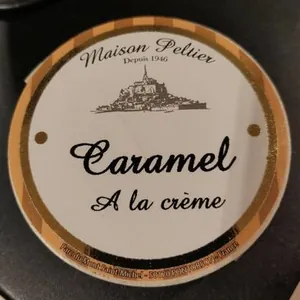 Maison Peltier
Depuis 1946
Caramel
A la crème